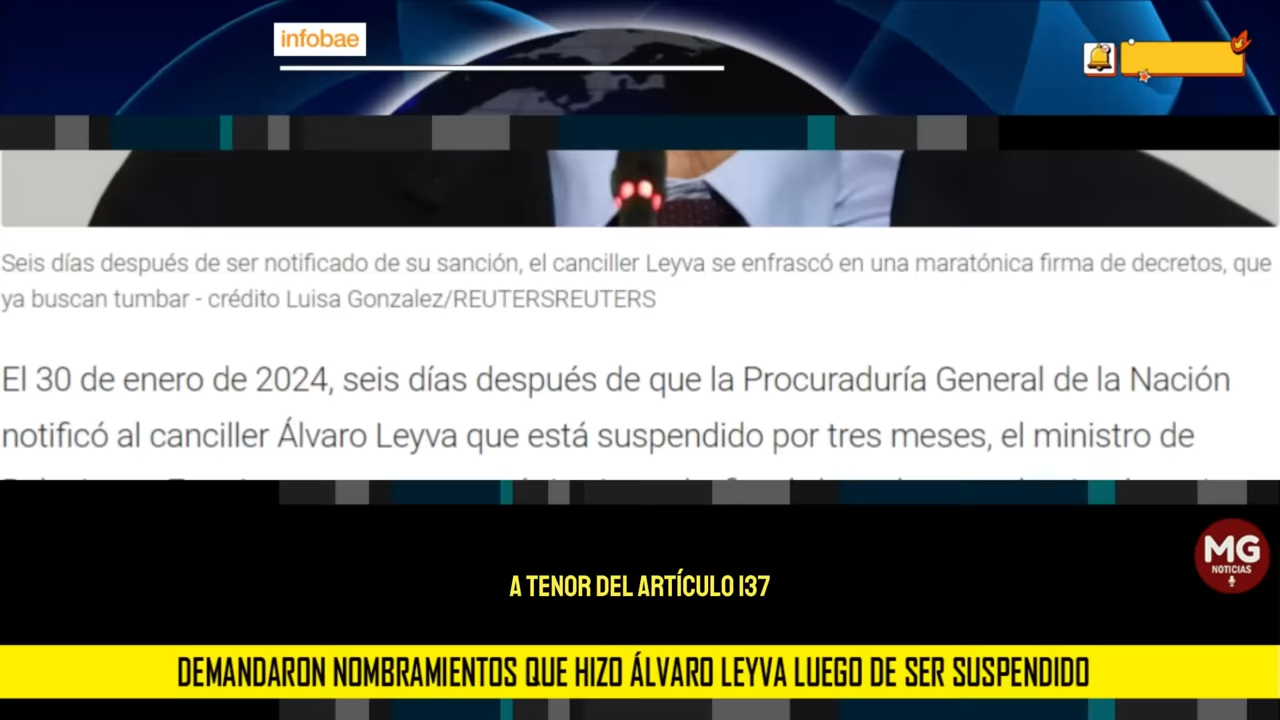 infobae
Seis días después de ser notificado de su sanción, el canciller Leyva se enfrascó en una maratónica firma de decretos, que
ya buscan tumbar - crédito Luisa Gonzalez/REUTERSREUTERS
El 30 de enero de 2024, seis días después de que la Procuraduría General de la Nación
notificó al canciller Álvaro Leyva que está suspendido por tres meses, el ministro de
MG
NOTICIAS
A TENOR DEL ARTÍCULO 137
DEMANDARON NOMBRAMIENTOS QUE HIZO ÁLVARO LEYVA LUEGO DE SER SUSPENDIDO